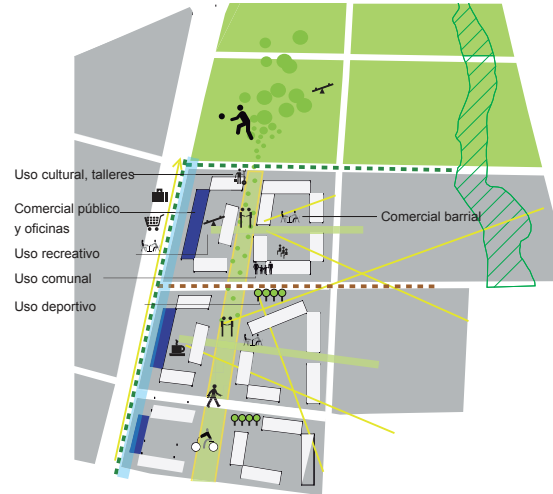 Uso cultural, talleres
Comercial público
y oficinas
Comercial barrial
Uso recreativo
Uso comunal
Uso deportivo